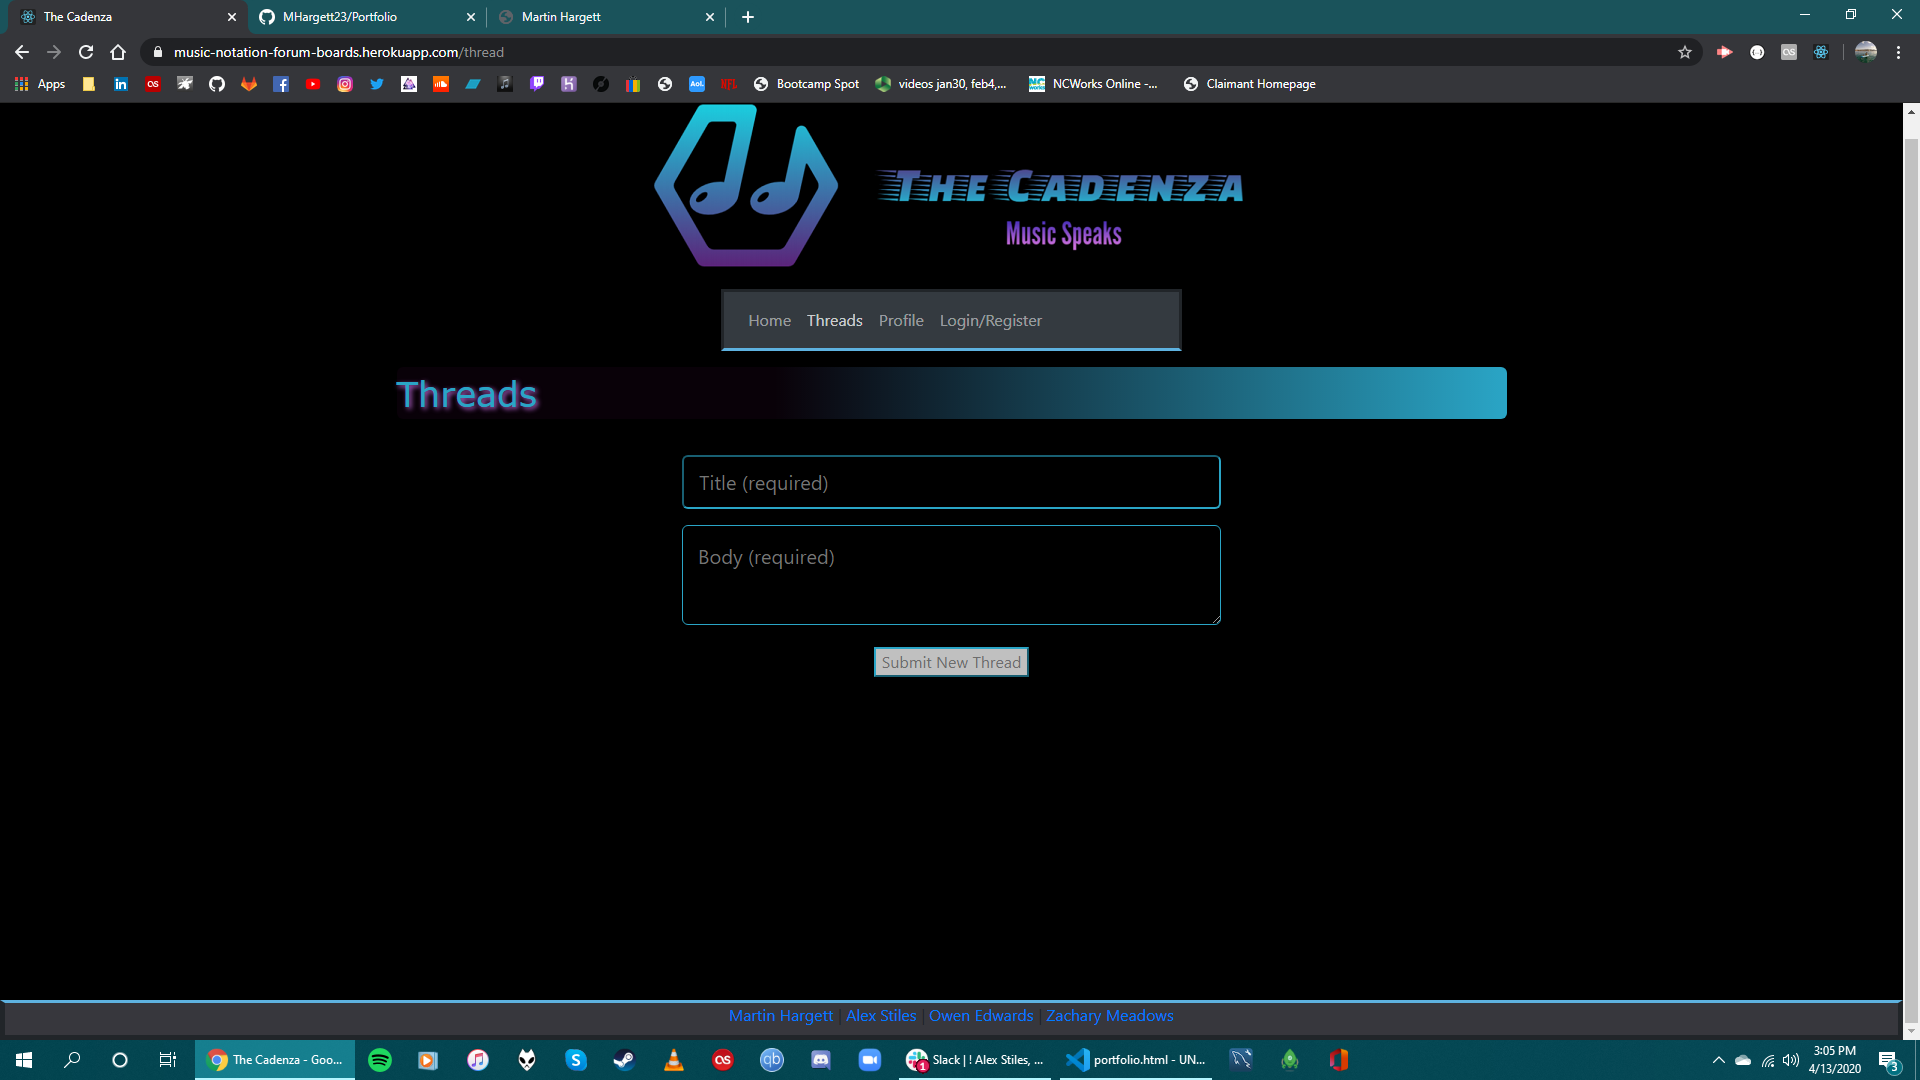 The Cadenza
MHargett23/Portfolio
Martin Hargett
music-notation-forum-boards.herokuapp.com/thread
Apps
Bootcamp Spot
videos jan30, feb4,...
NCWorks Online -...
Claimant Homepage
The Cadenza
Music Speaks
Home Threads Profile Login/Register
Threads
Title (required)
Body (required)
Submit New Thread
Martin Hargett | Alex Stiles | Owen Edwards | Zachary Meadows
The Cadenza - Goo...
Slack | ! Alex Stiles, ...
portfolio.html - UN...
3:05 PM
4/13/2020